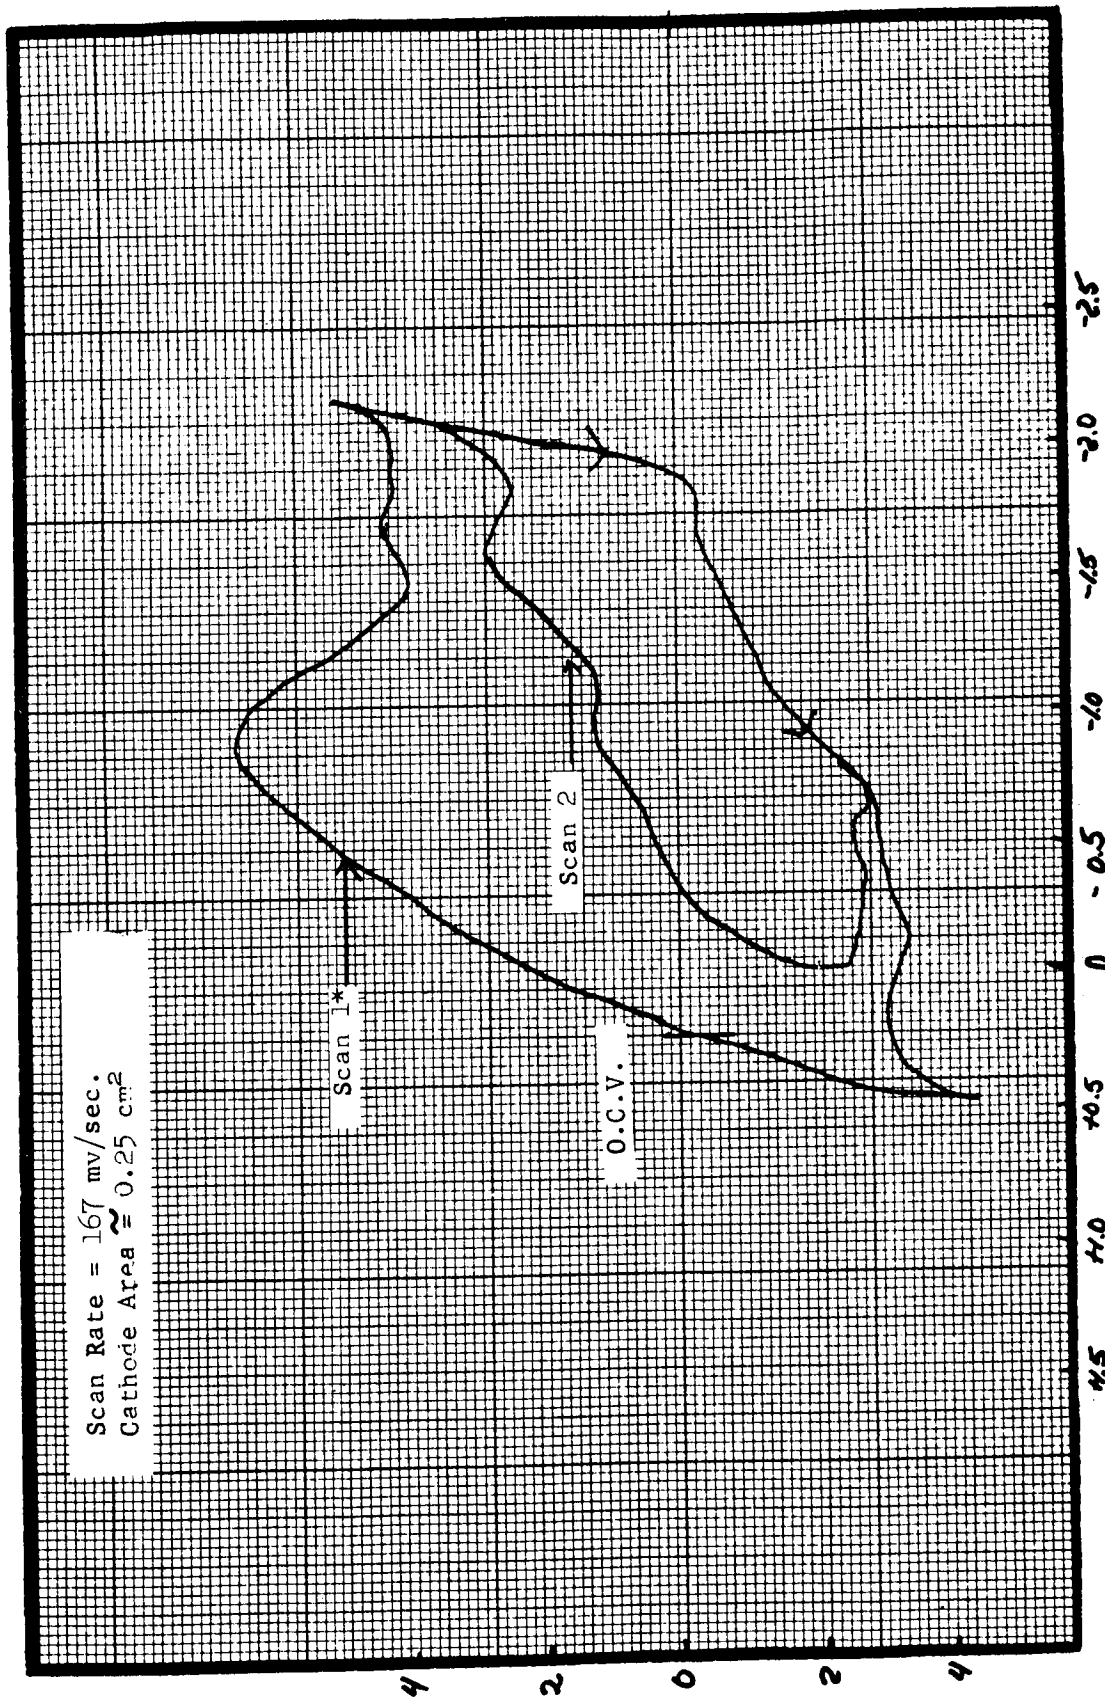 Scan Rate = 167 mv/sec.
Cathode Area ≅ 0.25 cm²
Scan 1*
Scan 2
O.C.V.
4
2
0
2
4
+1.5
+1.0
+0.5
0
-0.5
-1.0
-1.5
-2.0
-2.5